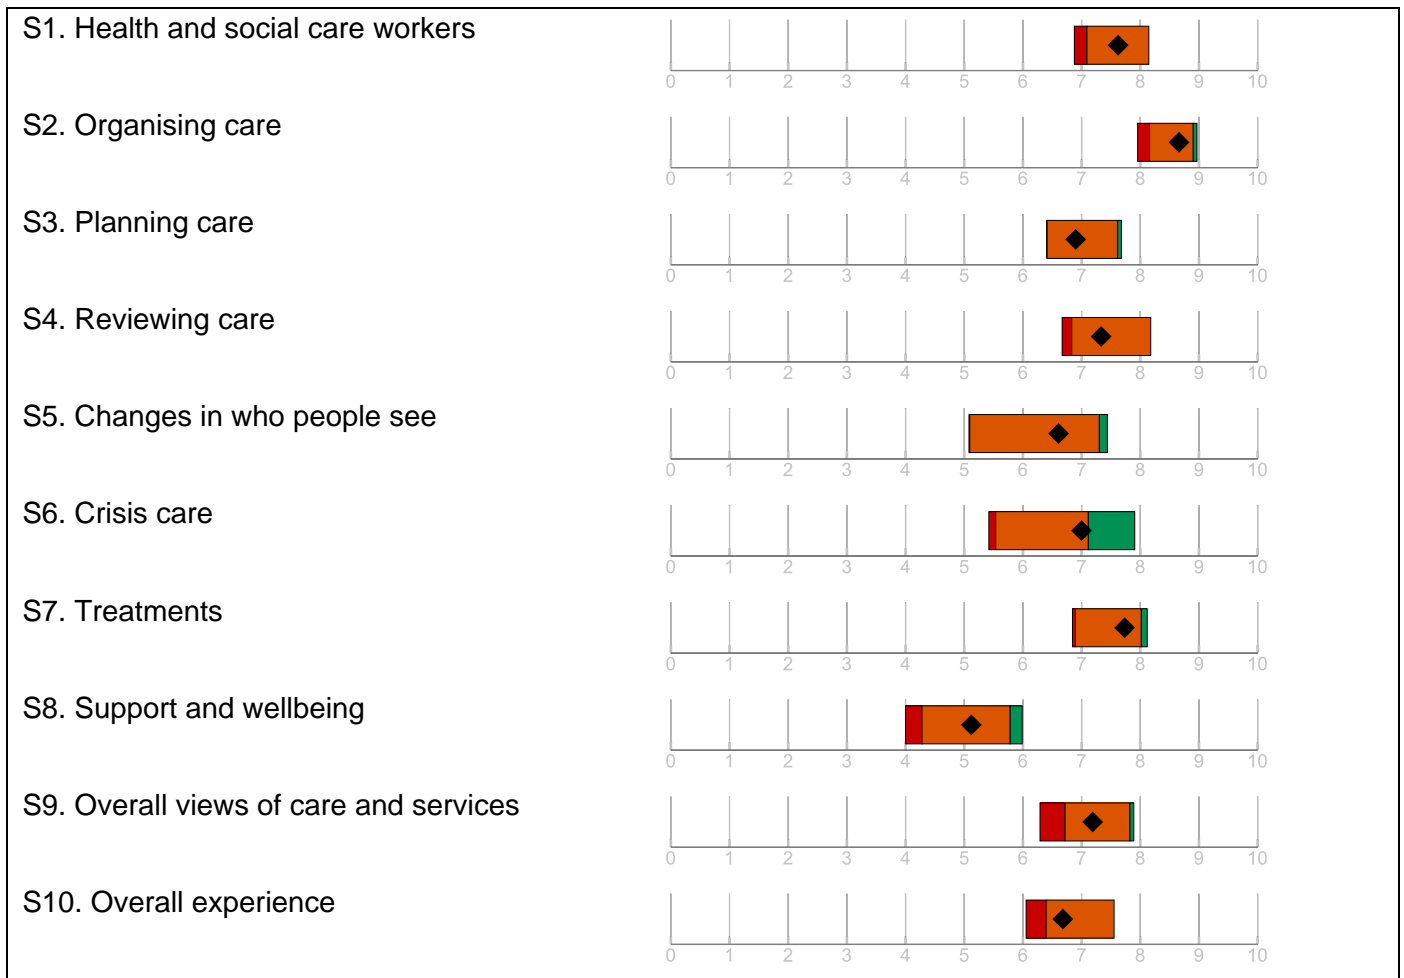 S1. Health and social care workers
0 1 2 3 4 5 6 7 8 9 10
S2. Organising care
0 1 2 3 4 5 6 7 8 9 10
S3. Planning care
0 1 2 3 4 5 6 7 8 9 10
S4. Reviewing care
0 1 2 3 4 5 6 7 8 9 10
S5. Changes in who people see
0 1 2 3 4 5 6 7 8 9 10
S6. Crisis care
0 1 2 3 4 5 6 7 8 9 10
S7. Treatments
0 1 2 3 4 5 6 7 8 9 10
S8. Support and wellbeing
0 1 2 3 4 5 6 7 8 9 10
S9. Overall views of care and services
0 1 2 3 4 5 6 7 8 9 10
S10. Overall experience
0 1 2 3 4 5 6 7 8 9 10